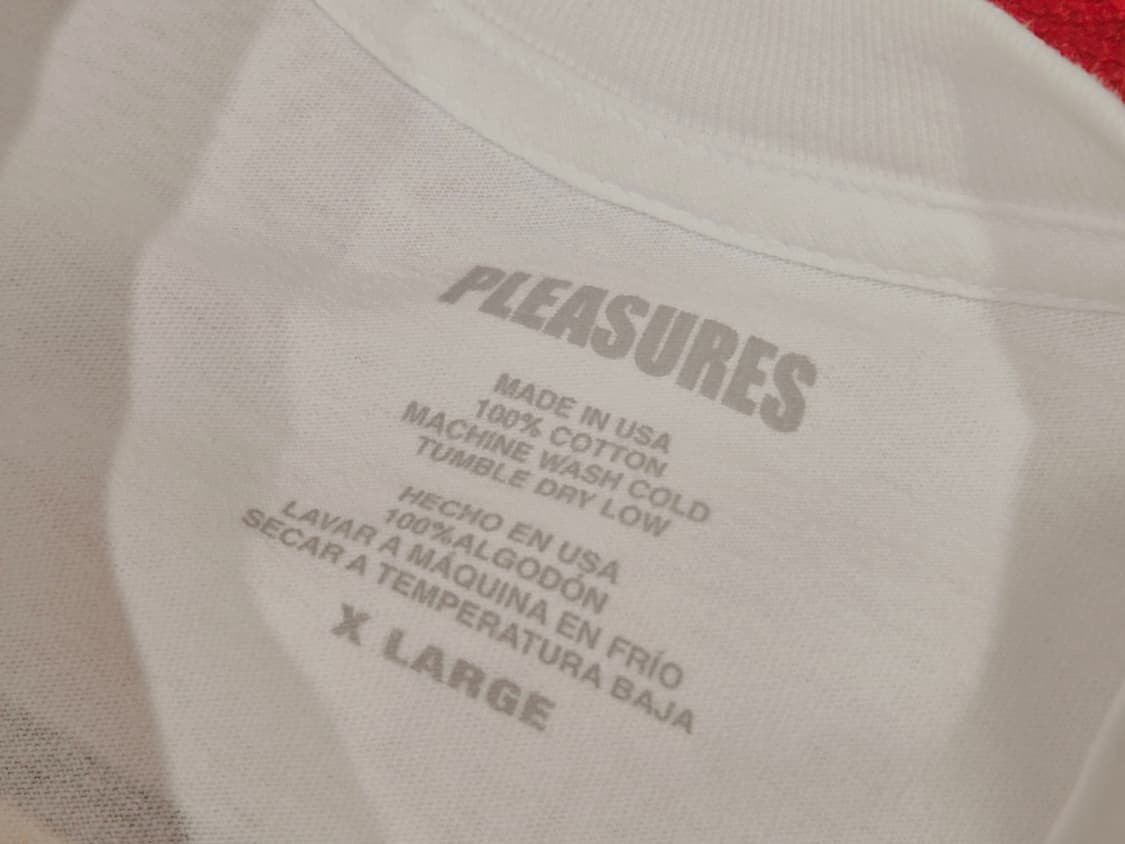 PLEASURES
MADE IN USA
100% COTTON
MACHINE WASH COLD
TUMBLE DRY LOW
HECHO EN USA
100%ALGODÓN
LAVAR A MÁQUINA EN FRÍO
SECAR A TEMPERATURA BAJA
X LARGE